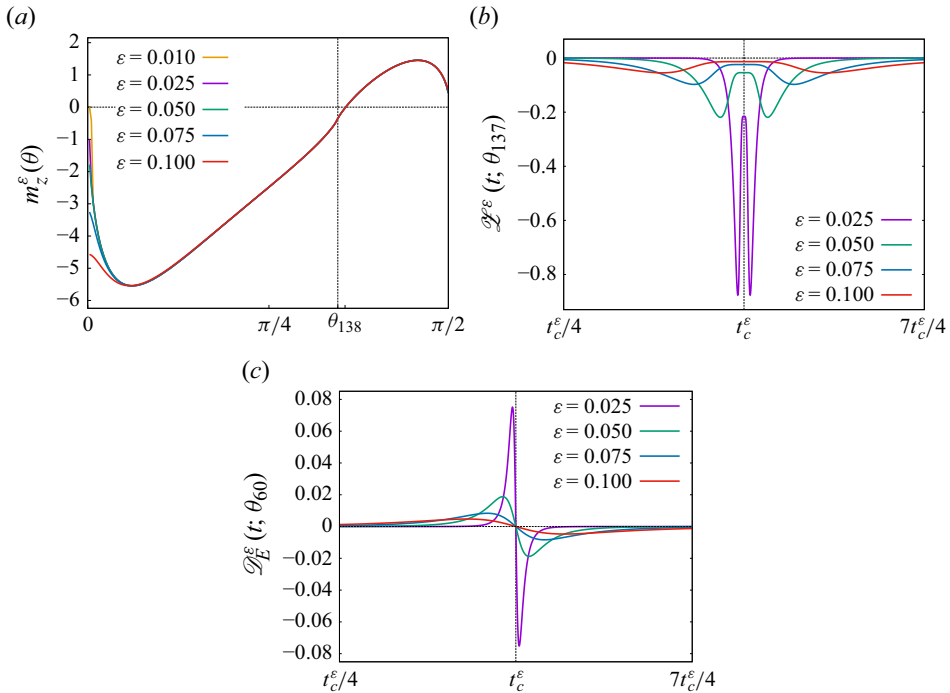 (a)
2
1
0
−1
−2
−3
−4
−5
−6
m_z^ε(θ)
ε = 0.010
ε = 0.025
ε = 0.050
ε = 0.075
ε = 0.100
0
π/4
θ_138
π/2
(b)
0
−0.2
−0.4
−0.6
−0.8
𝒵^ε (t; θ_137)
ε = 0.025
ε = 0.050
ε = 0.075
ε = 0.100
t_c^ε/4
t_c^ε
7t_c^ε/4
(c)
0.08
0.06
0.04
0.02
0
−0.02
−0.04
−0.06
−0.08
𝒟_E^ε (t; θ_60)
ε = 0.025
ε = 0.050
ε = 0.075
ε = 0.100
t_c^ε/4
t_c^ε
7t_c^ε/4